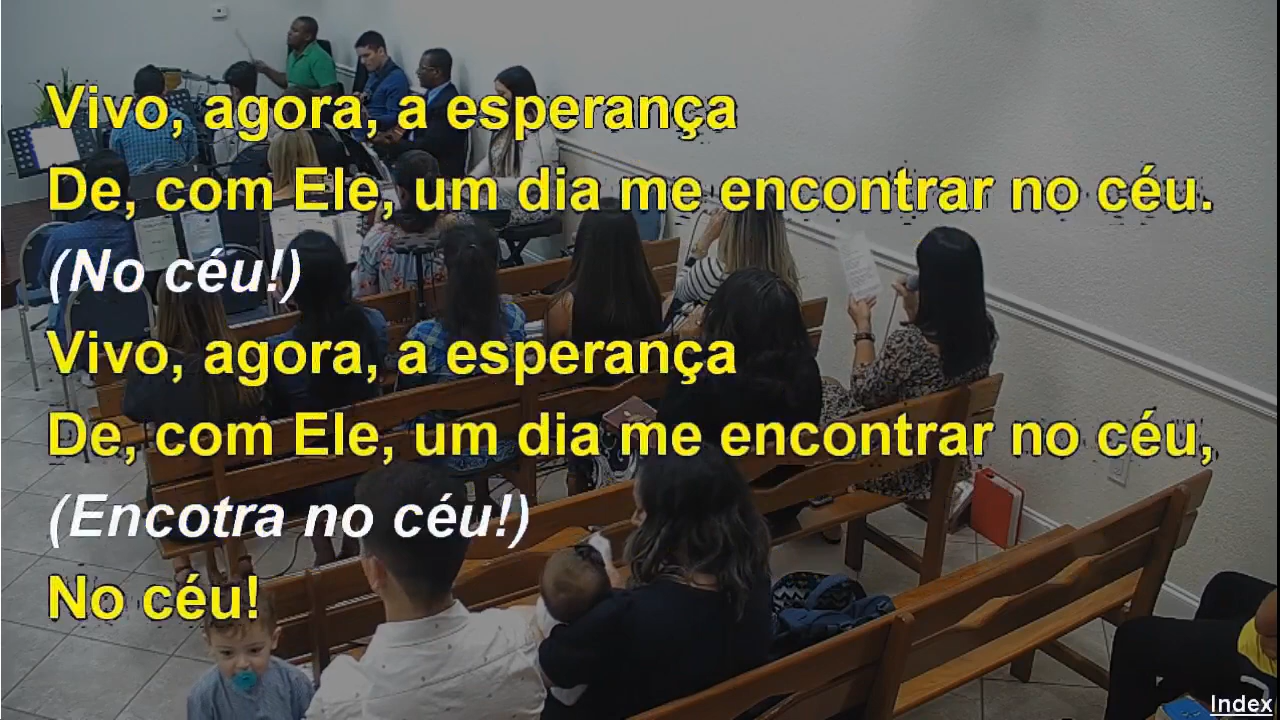 Vivo, agora, a esperança
De, com Ele, um dia me encontrar no céu.
(No céu!)
Vivo, agora, a esperança
De, com Ele, um dia me encontrar no céu,
(Encotra no céu!)
No céu!
Index